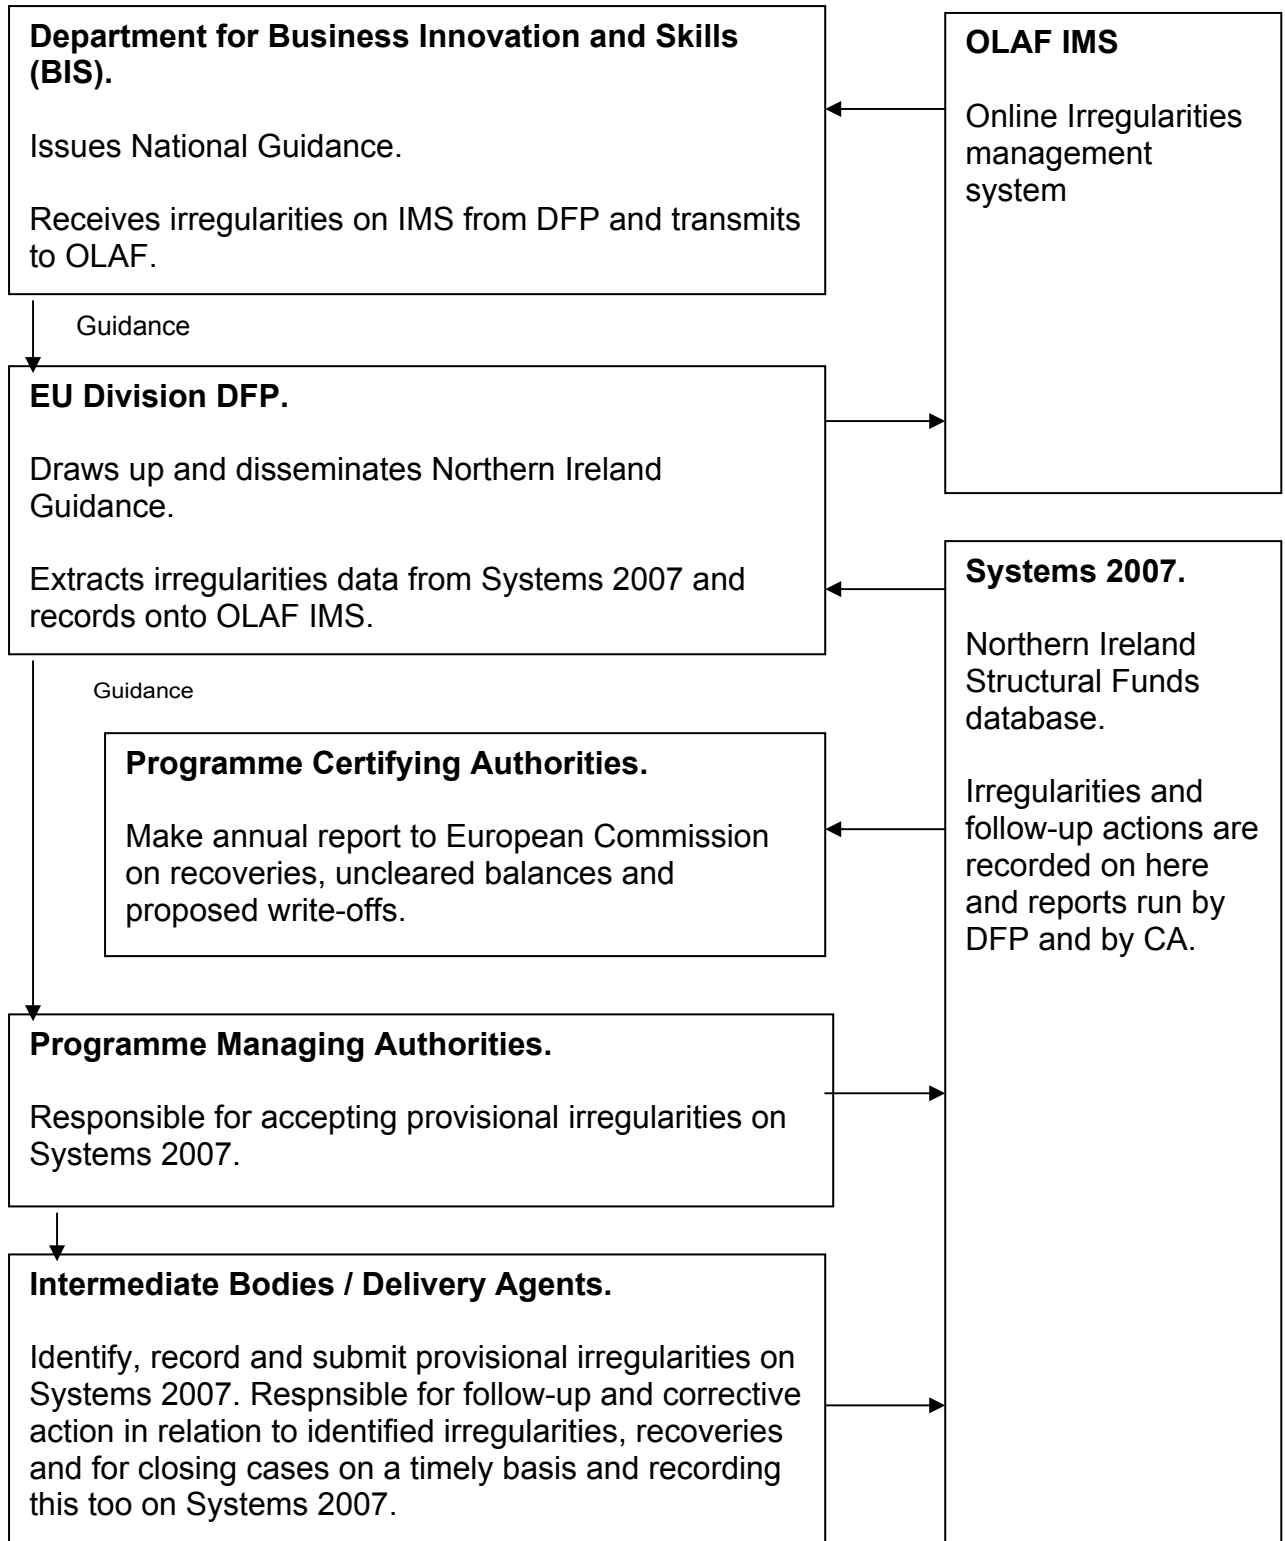 Department for Business Innovation and Skills
(BIS).
Issues National Guidance.
Receives irregularities on IMS from DFP and transmits
to OLAF.
OLAF IMS
Online Irregularities
management
system
Guidance
EU Division DFP.
Draws up and disseminates Northern Ireland
Guidance.
Extracts irregularities data from Systems 2007 and
records onto OLAF IMS.
Systems 2007.
Northern Ireland
Structural Funds
database.
Irregularities and
follow-up actions are
recorded on here
and reports run by
DFP and by CA.
Guidance
Programme Certifying Authorities.
Make annual report to European Commission
on recoveries, uncleared balances and
proposed write-offs.
Programme Managing Authorities.
Responsible for accepting provisional irregularities on
Systems 2007.
Intermediate Bodies / Delivery Agents.
Identify, record and submit provisional irregularities on
Systems 2007. Respnsible for follow-up and corrective
action in relation to identified irregularities, recoveries
and for closing cases on a timely basis and recording
this too on Systems 2007.